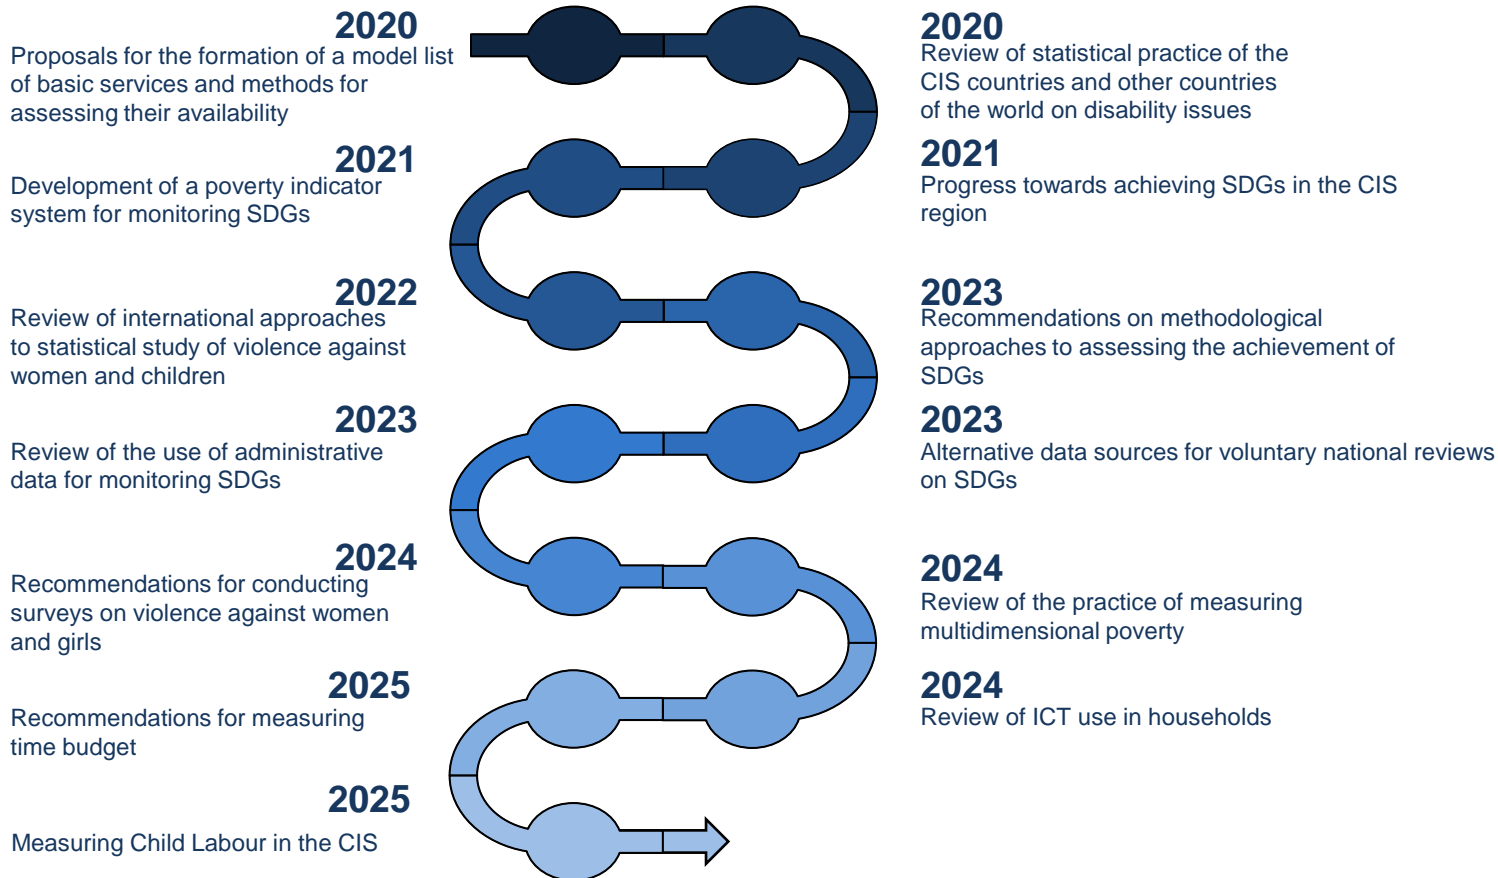 2020
Proposals for the formation of a model list
of basic services and methods for
assessing their availability
2020
Review of statistical practice of the
CIS countries and other countries
of the world on disability issues
2021
Development of a poverty indicator
system for monitoring SDGs
2021
Progress towards achieving SDGs in the CIS
region
2022
Review of international approaches
to statistical study of violence against
women and children
2023
Recommendations on methodological
approaches to assessing the achievement of
SDGs
2023
Review of the use of administrative
data for monitoring SDGs
2023
Alternative data sources for voluntary national reviews
on SDGs
2024
Recommendations for conducting
surveys on violence against women
and girls
2024
Review of the practice of measuring
multidimensional poverty
2025
Recommendations for measuring
time budget
2024
Review of ICT use in households
2025
Measuring Child Labour in the CIS